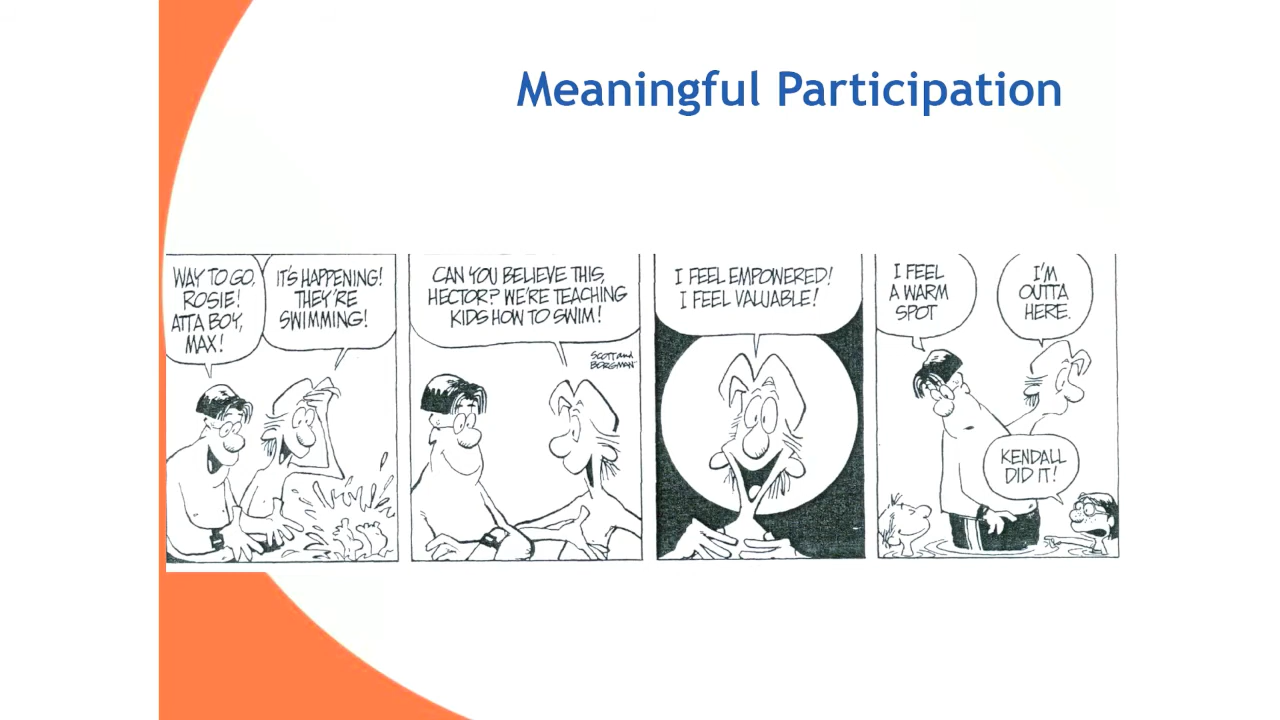 Meaningful Participation
WAY TO GO,
ROSIE!
ATTA BOY,
MAX!
IT'S HAPPENING!
THEY'RE
SWIMMING!
CAN YOU BELIEVE THIS,
HECTOR? WE'RE TEACHING
KIDS HOW TO SWIM!
SCOTT and
BORGMAN
I FEEL EMPOWERED!
I FEEL VALUABLE!
I FEEL
A WARM
SPOT
I'M
OUTTA
HERE.
KENDALL
DID IT!